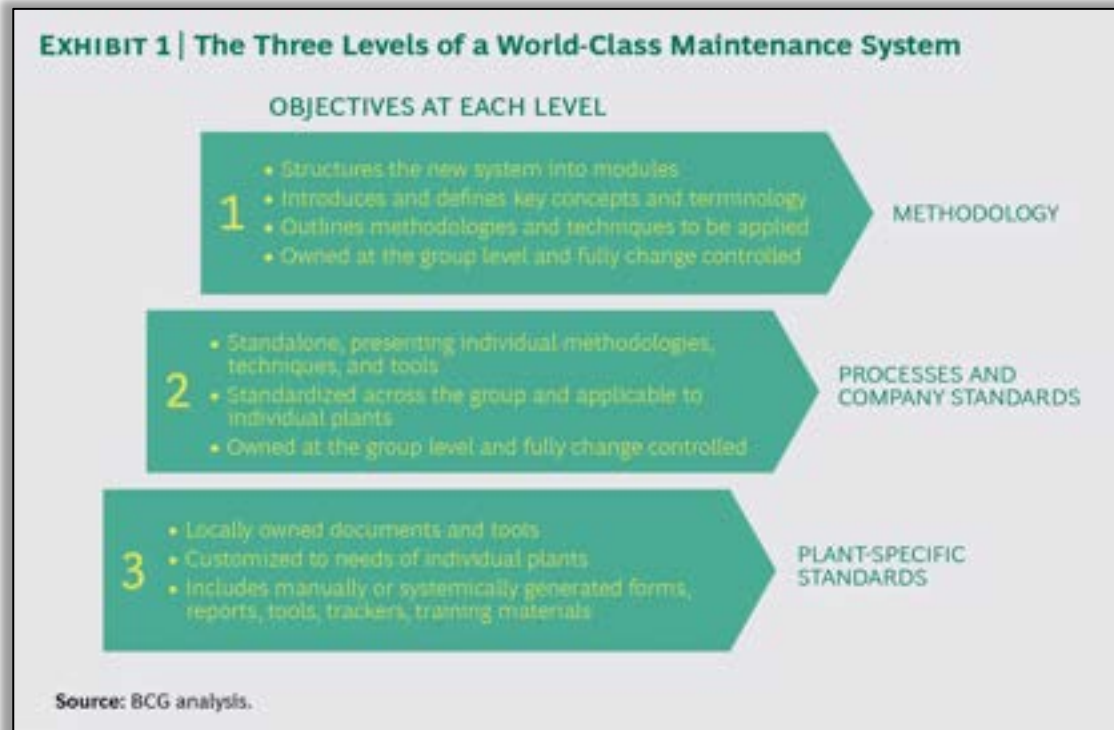 EXHIBIT 1 | The Three Levels of a World-Class Maintenance System
OBJECTIVES AT EACH LEVEL
1
• Structures the new system into modules
• Introduces and defines key concepts and terminology
• Outlines methodologies and techniques to be applied
• Owned at the group level and fully change controlled
METHODOLOGY
2
• Standalone, presenting individual methodologies,
techniques, and tools
• Standardized across the group and applicable to
individual plants
• Owned at the group level and fully change controlled
PROCESSES AND
COMPANY STANDARDS
3
• Locally owned documents and tools
• Customized to needs of individual plants
• Includes manually or systemically generated forms,
reports, tools, trackers, training materials
PLANT-SPECIFIC
STANDARDS
Source: BCG analysis.